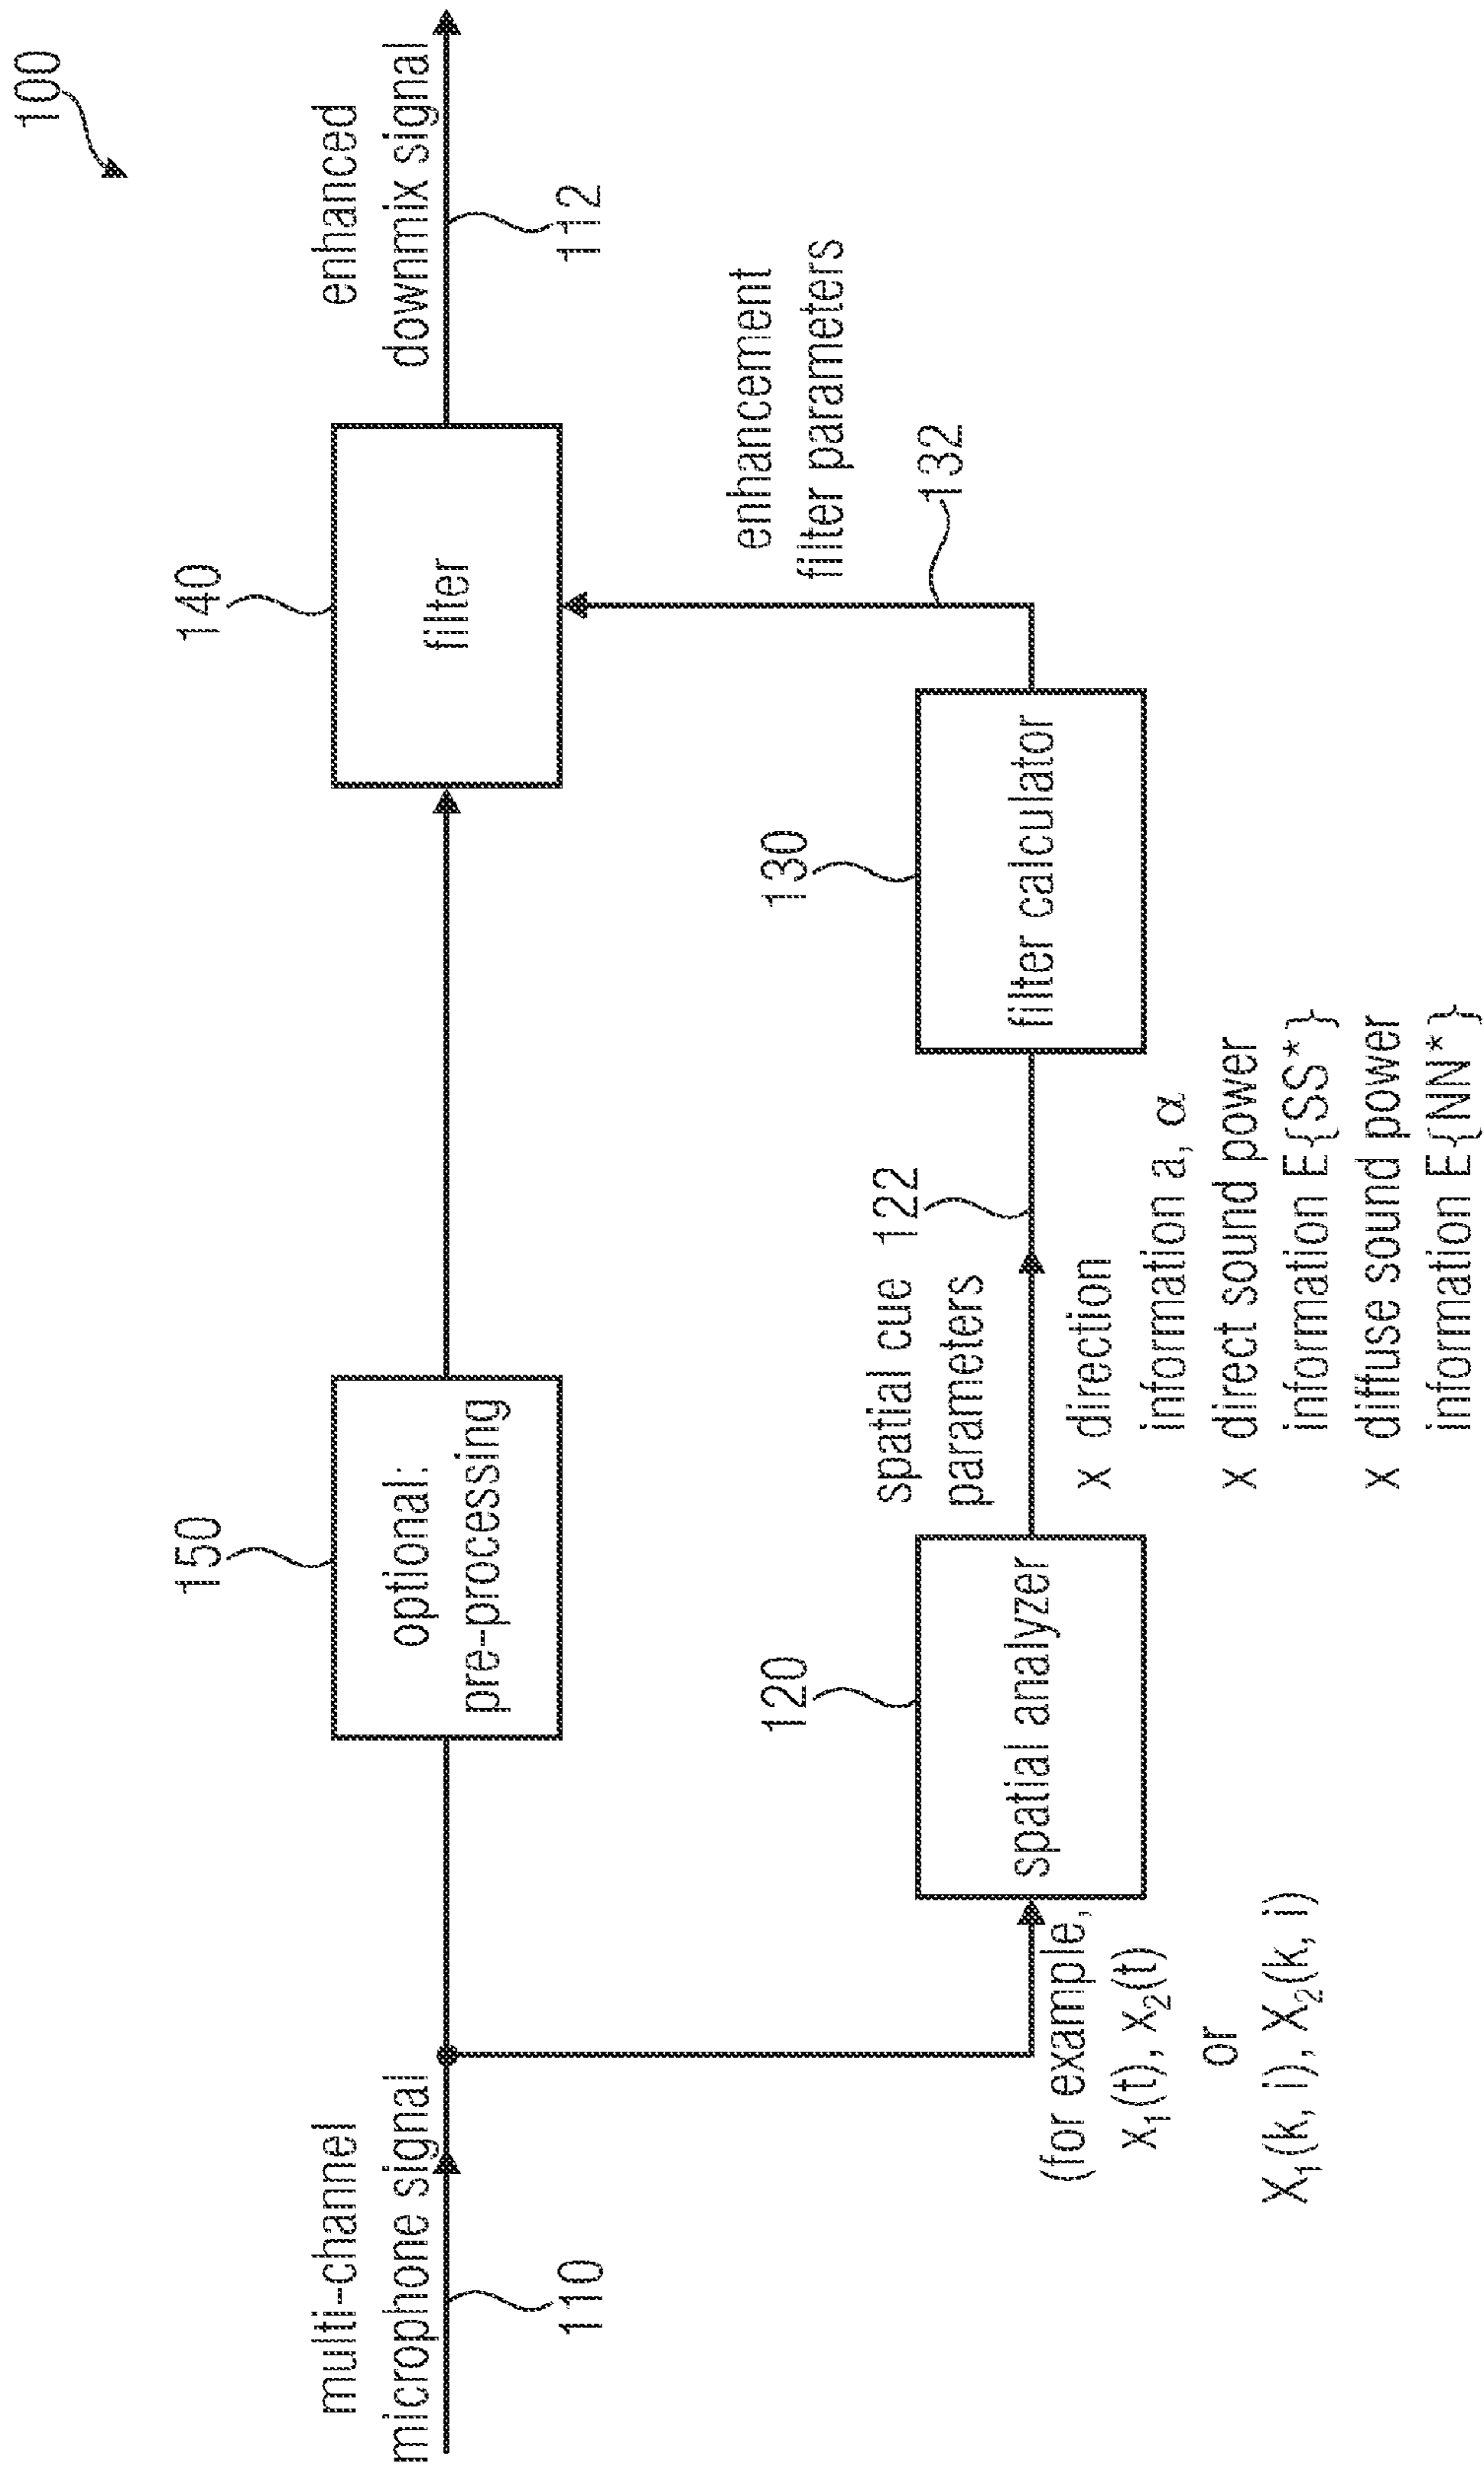 100
multi-channel
microphone signal
110
150
optional:
pre-processing
140
filter
enhanced
downmix signal
112
(for example,
x₁(t), x₂(t)
or
X₁(k, i), X₂(k, i)
120
spatial analyzer
spatial cue 122
parameters
x direction
information a, α
x direct sound power
information E{SS*}
x diffuse sound power
information E{NN*}
130
filter calculator
132
enhancement
filter parameters